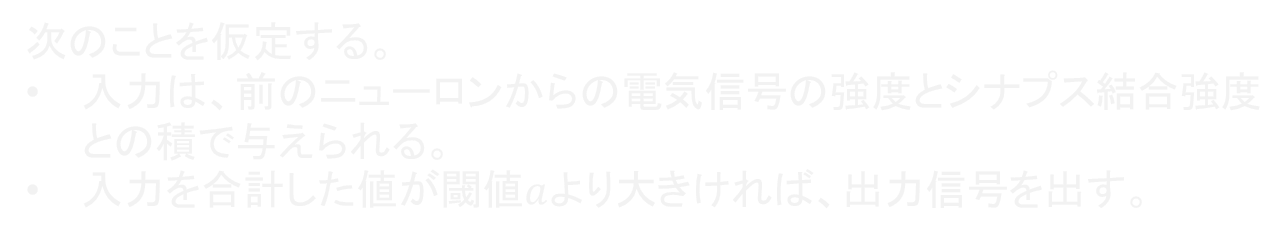 次のことを仮定する。
• 入力は、前のニューロンからの電気信号の強度とシナプス結合強度
との積で与えられる。
• 入力を合計した値が閾値aより大きければ、出力信号を出す。